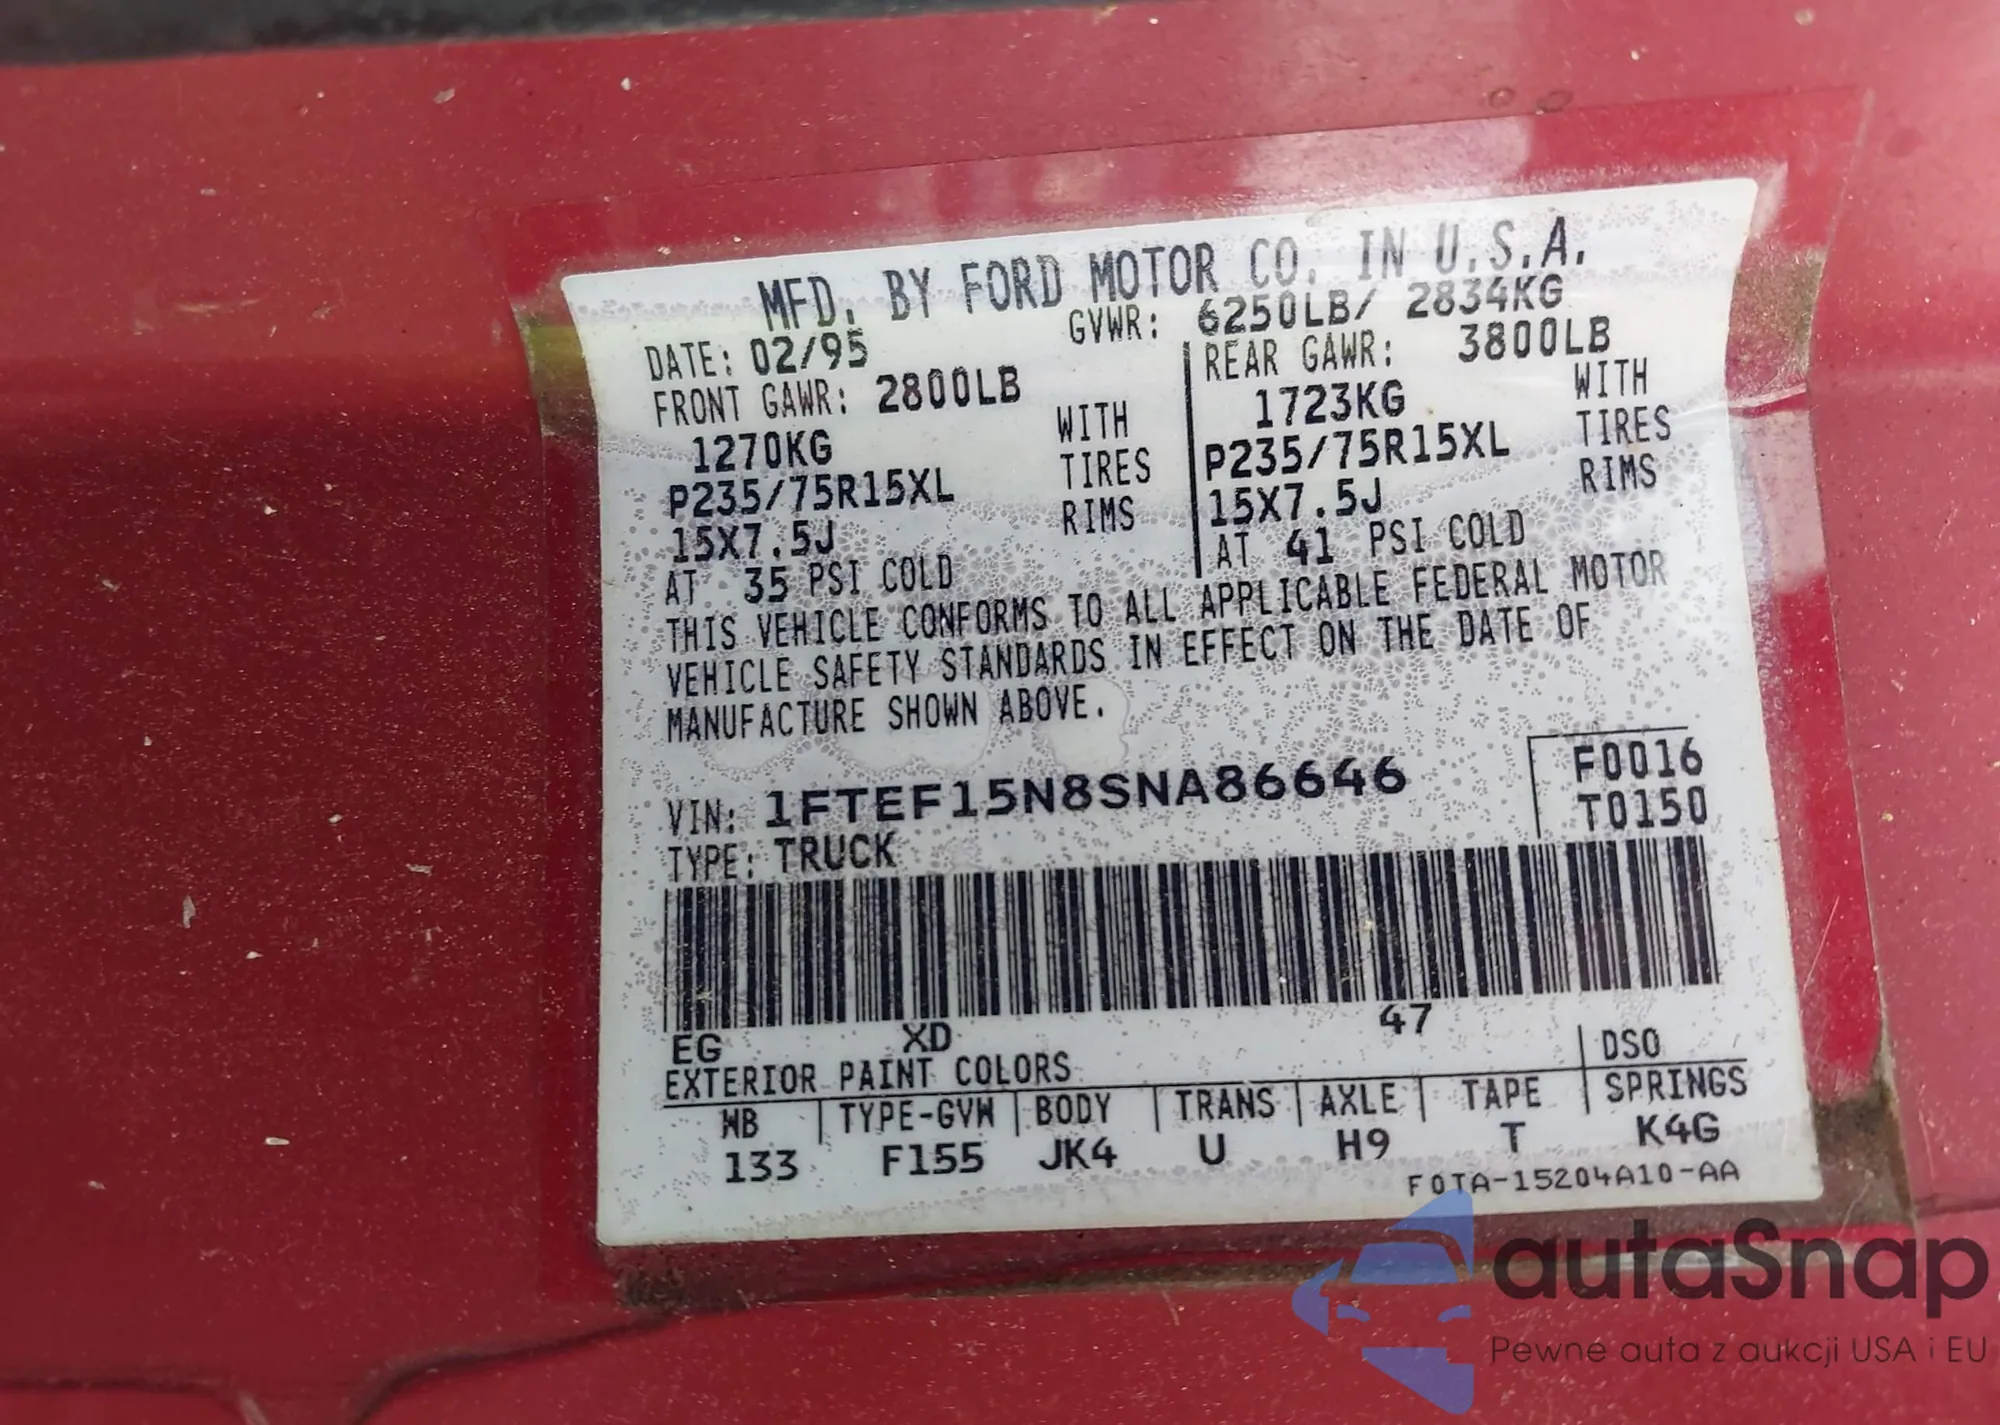 MFD. BY FORD MOTOR CO. IN U.S.A.
DATE: 02/95
GVWR: 6250LB/ 2834KG
FRONT GAWR: 2800LB
1270KG
WITH
P235/75R15XL
TIRES
15X7.5J
RIMS
AT 35 PSI COLD
REAR GAWR: 3800LB
1723KG
WITH
P235/75R15XL
TIRES
15X7.5J
RIMS
AT 41 PSI COLD
THIS VEHICLE CONFORMS TO ALL APPLICABLE FEDERAL MOTOR
VEHICLE SAFETY STANDARDS IN EFFECT ON THE DATE OF
MANUFACTURE SHOWN ABOVE.
VIN: 1FTEF15N8SNA86646
F0016
T0150
TYPE: TRUCK
EG XD 47
EXTERIOR PAINT COLORS DSO
WB TYPE-GVW BODY TRANS AXLE TAPE SPRINGS
133 F155 JK4 U H9 T K4G
F0TA-15204A10-AA
autaSnap
Pewne auta z aukcji USA i EU